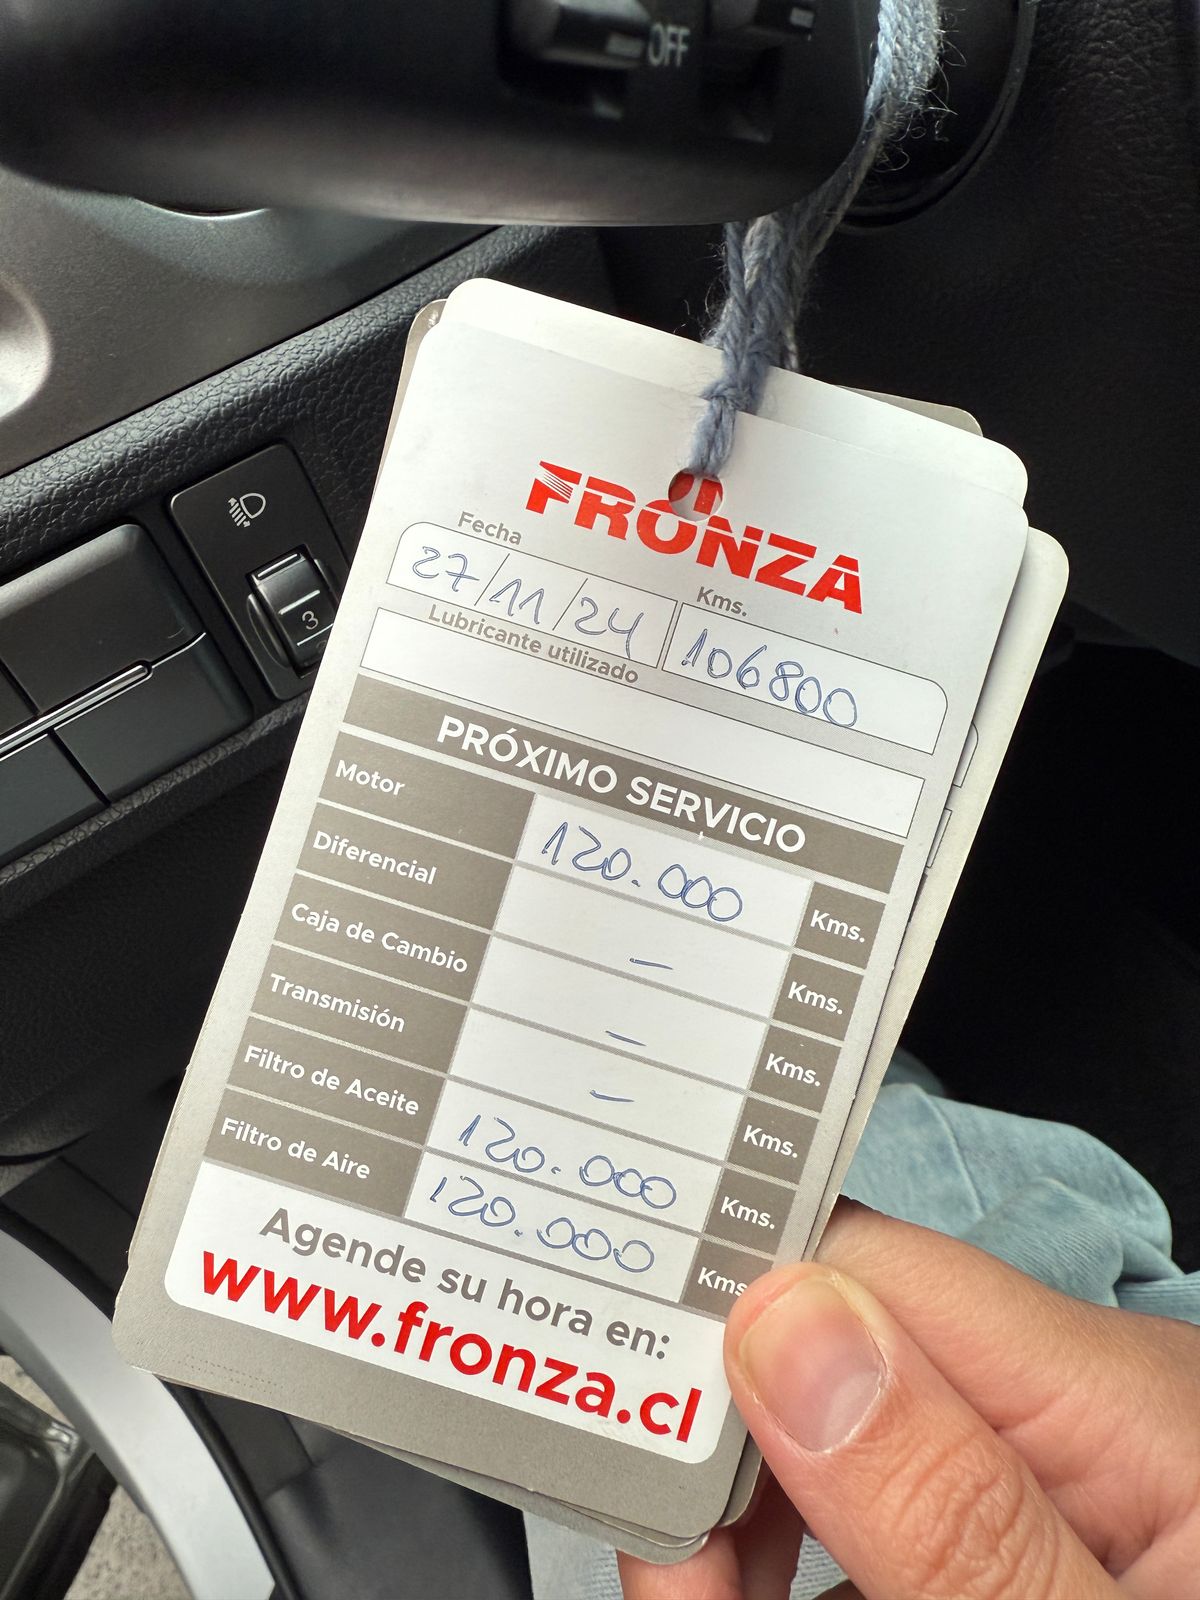 OFF
3
FRONZA
Fecha
27/11/24
Kms.
106800
Lubricante utilizado
PRÓXIMO SERVICIO
Motor 120.000 Kms.
Diferencial – Kms.
Caja de Cambio – Kms.
Transmisión – Kms.
Filtro de Aceite 120.000 Kms.
Filtro de Aire 120.000 Kms
Agende su hora en:
www.fronza.cl